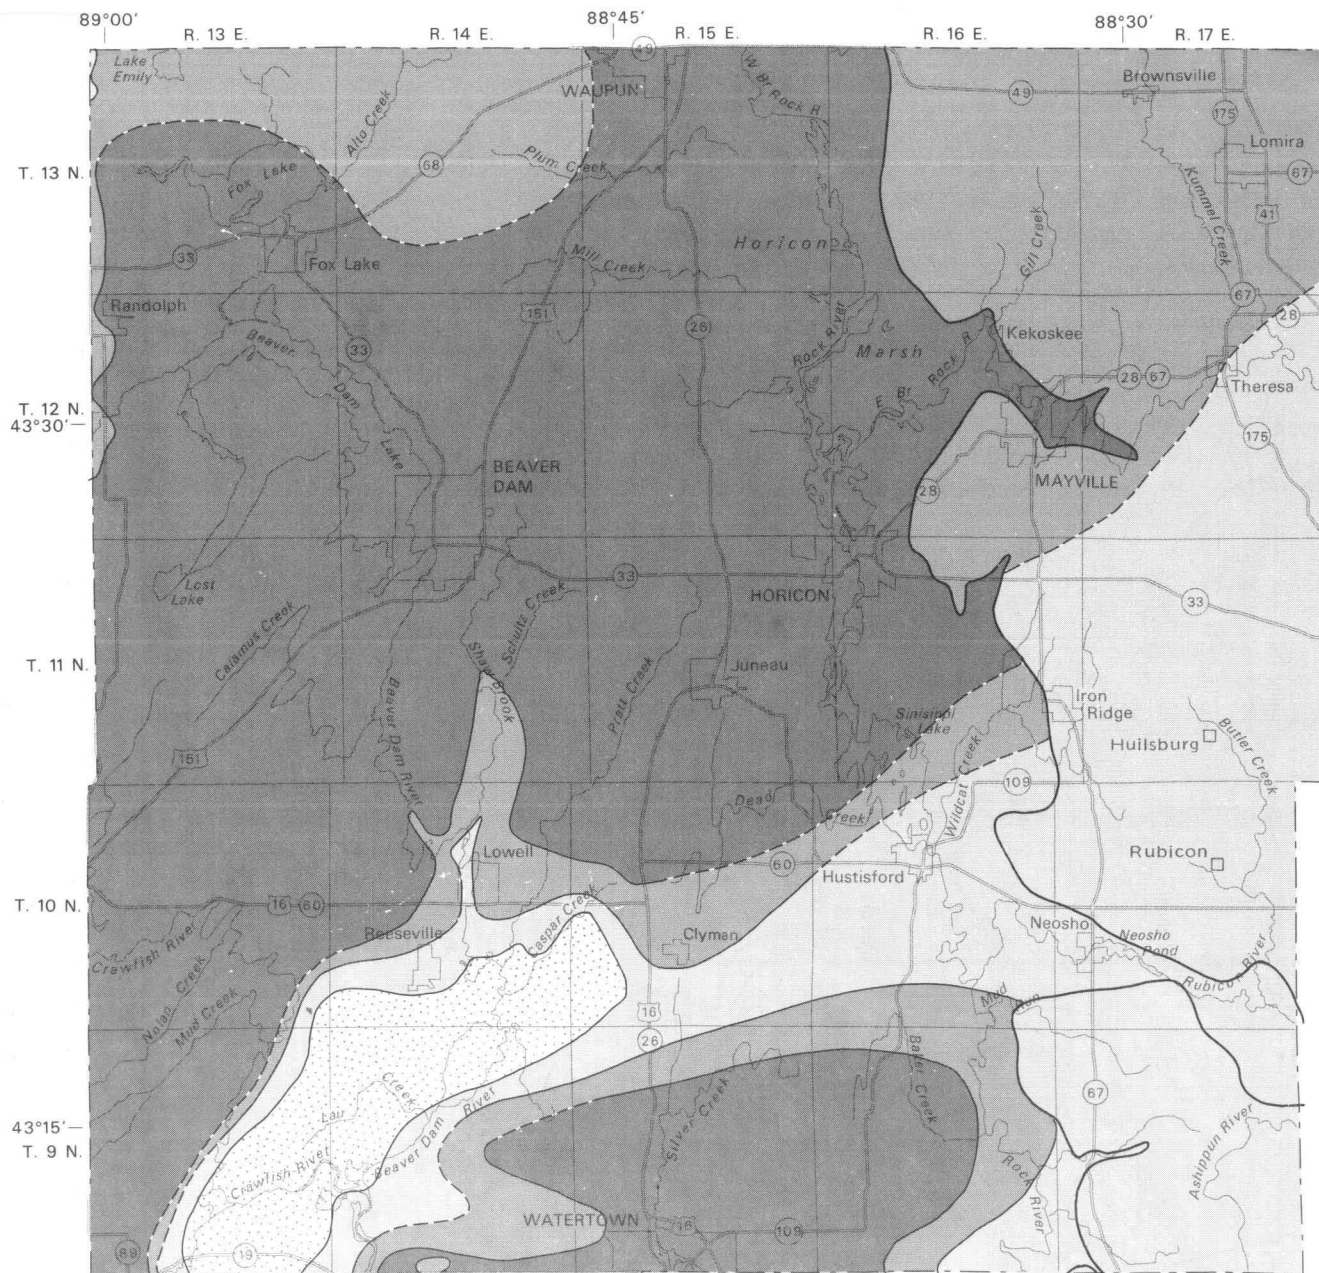 89°00′ 88°45′ 88°30′
R. 13 E. R. 14 E. R. 15 E. R. 16 E. R. 17 E.
Lake
Emily
49
WAUPUN
W Br Rock R
49
Brownsville
175
Lomira
Alto Creek
68
Plum Creek
T. 13 N.
Fox Lake
67
Kummel Creek
41
33
Fox Lake
Mill Creek
Horicon
Gill Creek
67
28
Randolph
151
28
Rock River
Marsh
Rock R
Kekoskee
Beaver
33
Dam
28 67
Theresa
T. 12 N.
43°30′
E Br
Lake
175
BEAVER
DAM
28
MAYVILLE
Lost
Lake
33
HORICON
33
Calamus Creek
Schultz Creek
Shaw Brook
T. 11 N.
Pratt Creek
Juneau
Iron
Ridge
Beaver Dam River
Sinissippi
Lake
Huilsburg
Butler Creek
151
Wildcat Creek
109
Dead
Creek
Lowell
60
Hustisford
Rubicon
T. 10 N.
16 60
Reeseville
Caspar Creek
Clyman
Neosho
Neosho
Pond
Crawfish River
Nolan Creek
Mud Creek
Rubicon River
Mud
Run
16
26
Baker Creek
67
Creek
Lau
Silver Creek
43°15′
T. 9 N.
Beaver Dam River
Crawfish River
Rock River
Ashippun River
WATERTOWN
16
109
89
19